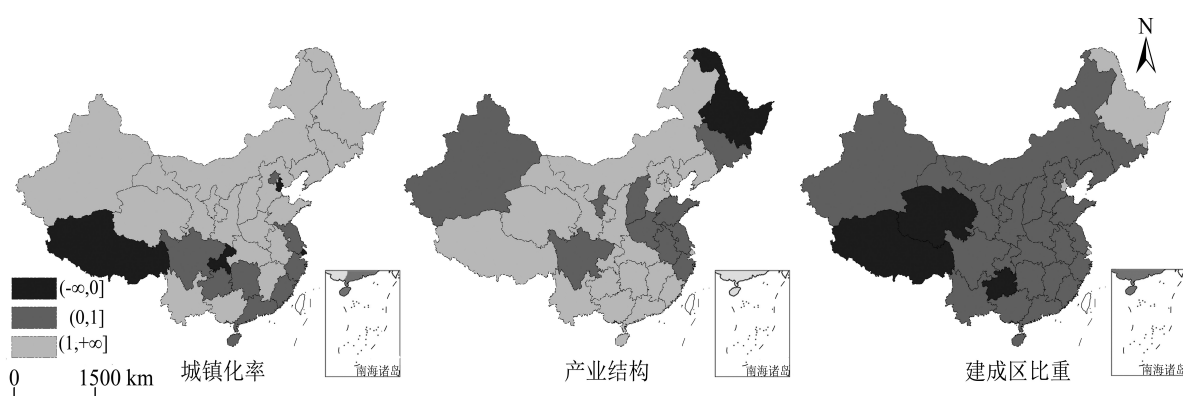 N
(-∞,0]
(0,1]
(1,+∞]
0 1500 km
城镇化率
南海诸岛
产业结构
南海诸岛
建成区比重
南海诸岛